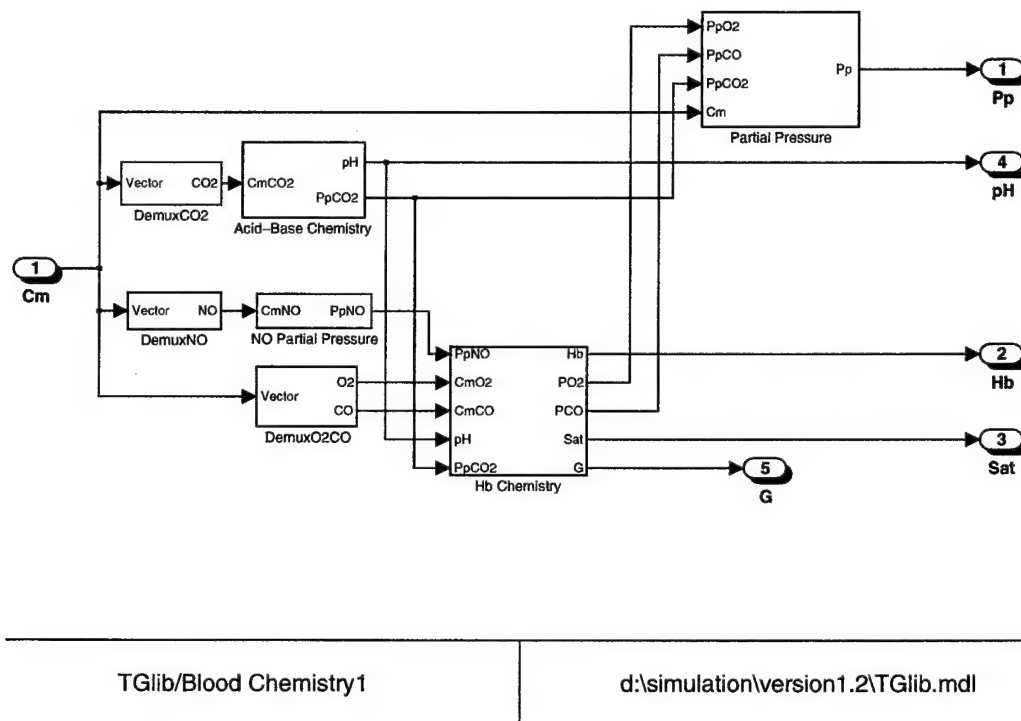 PpO2
PpCO
PpCO2
Cm
Pp
Partial Pressure
1
Pp
pH
PpCO2
CmCO2
Acid-Base Chemistry
4
pH
Vector CO2
DemuxCO2
1
Cm
Vector NO
DemuxNO
CmNO PpNO
NO Partial Pressure
Vector
O2
CO
DemuxO2CO
PpNO
CmO2
CmCO
pH
PpCO2
Hb
PO2
PCO
Sat
G
Hb Chemistry
2
Hb
3
Sat
5
G
TGlib/Blood Chemistry1
d:\simulation\version1.2\TGlib.mdl